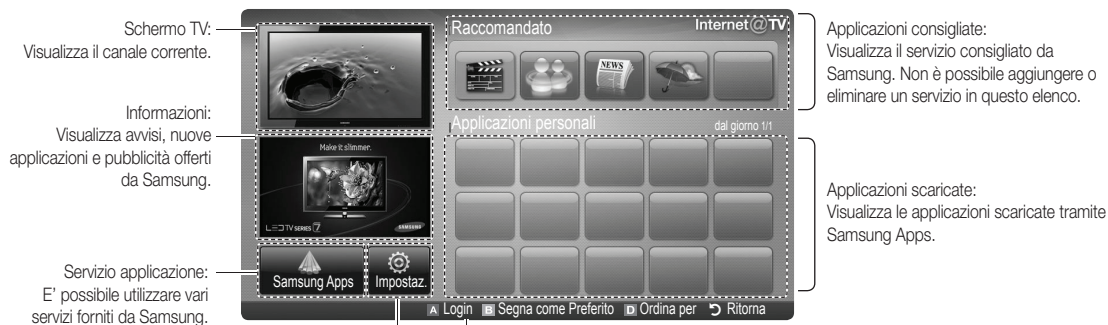 Schermo TV:
Visualizza il canale corrente.
Informazioni:
Visualizza avvisi, nuove
applicazioni e pubblicità offerti
da Samsung.
Servizio applicazione:
E' possibile utilizzare vari
servizi forniti da Samsung.
Raccomandato
Internet@TV
NEWS
Applicazioni personali
dal giorno 1/1
Make it slimmer.
LED TV SERIES 7
SAMSUNG
Samsung Apps
Impostaz.
A Login B Segna come Preferito D Ordina per Ritorna
Applicazioni consigliate:
Visualizza il servizio consigliato da
Samsung. Non è possibile aggiungere o
eliminare un servizio in questo elenco.
Applicazioni scaricate:
Visualizza le applicazioni scaricate tramite
Samsung Apps.